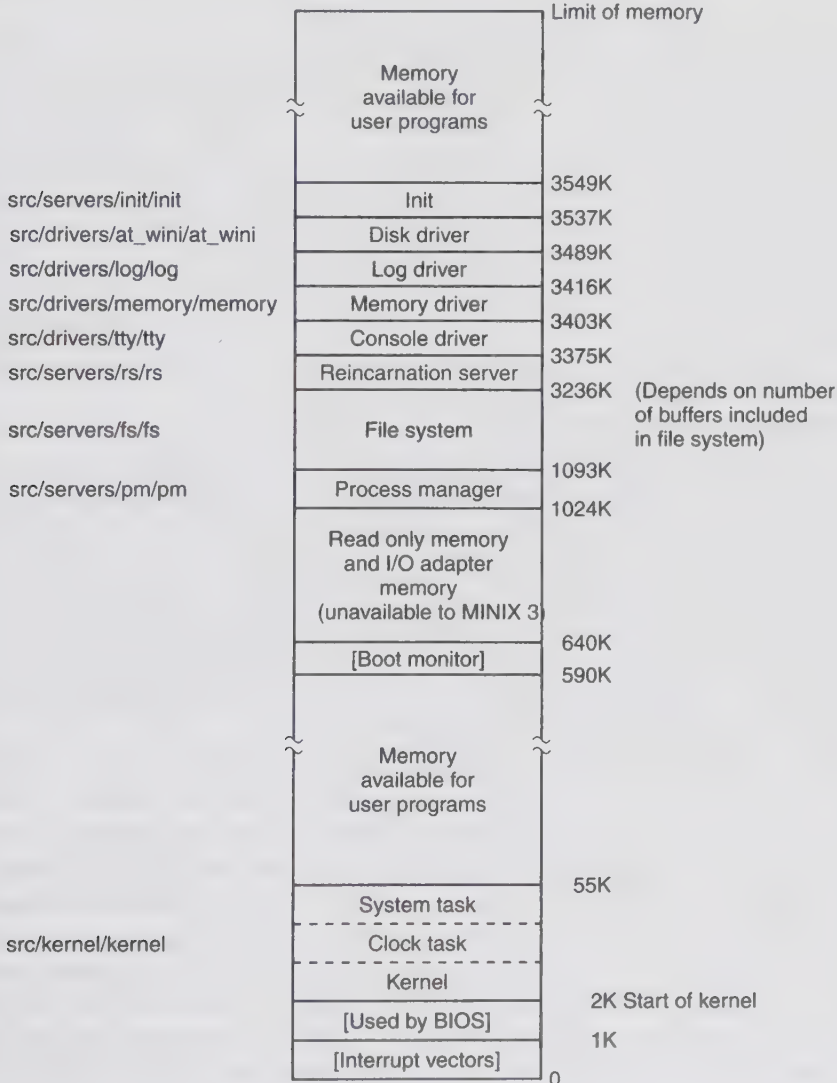 Limit of memory
Memory
available for
user programs
3549K
src/servers/init/init Init
3537K
src/drivers/at_wini/at_wini Disk driver
3489K
src/drivers/log/log Log driver
3416K
src/drivers/memory/memory Memory driver
3403K
src/drivers/tty/tty Console driver
3375K
src/servers/rs/rs Reincarnation server
3236K (Depends on number
of buffers included
in file system)
src/servers/fs/fs File system
1093K
src/servers/pm/pm Process manager
1024K
Read only memory
and I/O adapter
memory
(unavailable to MINIX 3)
640K
[Boot monitor]
590K
Memory
available for
user programs
55K
System task
src/kernel/kernel Clock task
Kernel
2K Start of kernel
[Used by BIOS]
1K
[Interrupt vectors]
0